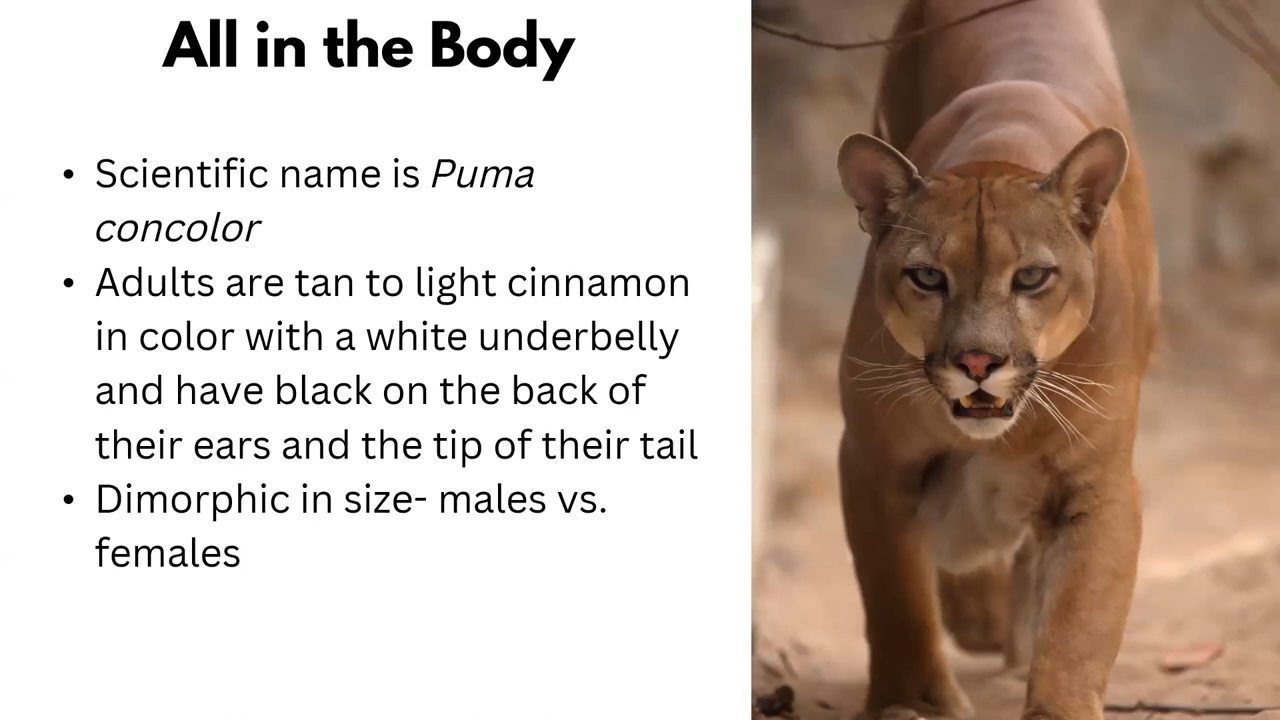 All in the Body
• Scientific name is Puma
concolor
• Adults are tan to light cinnamon
in color with a white underbelly
and have black on the back of
their ears and the tip of their tail
• Dimorphic in size- males vs.
females